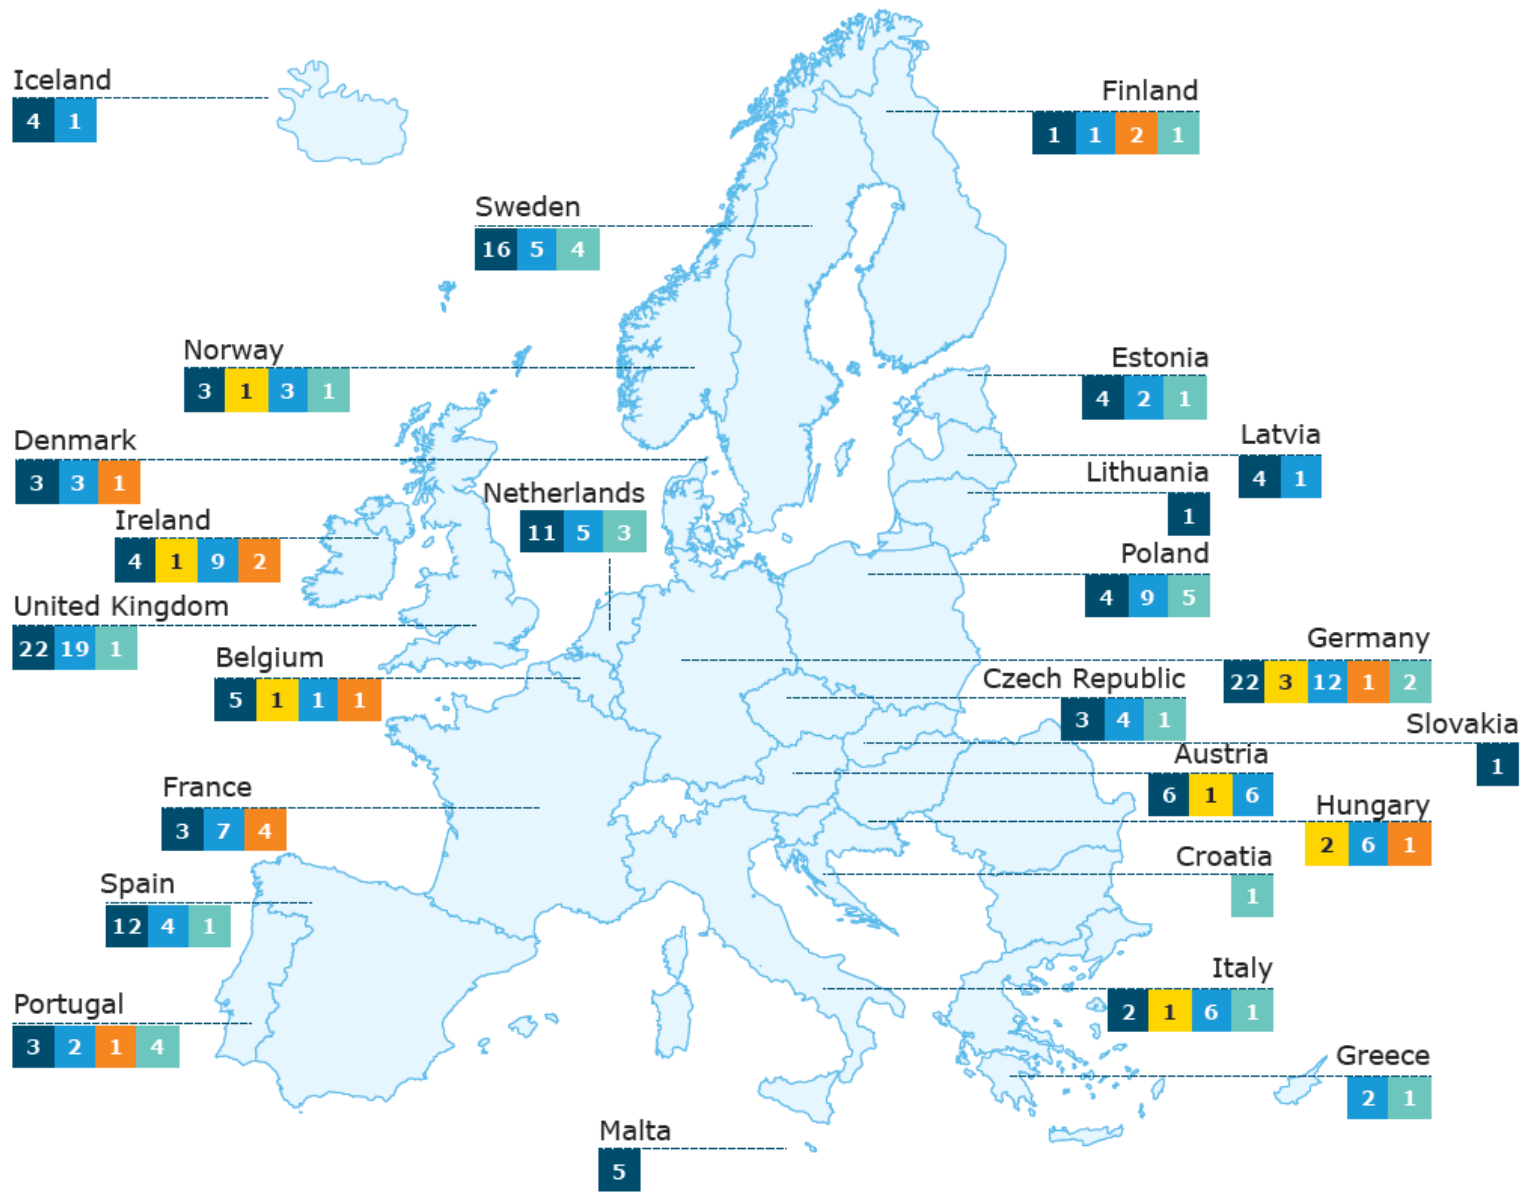 Iceland
4 1
Finland
1 1 2 1
Sweden
16 5 4
Norway
3 1 3 1
Estonia
4 2 1
Denmark
3 3 1
Latvia
4 1
Lithuania
1
Netherlands
11 5 3
Ireland
4 1 9 2
Poland
4 9 5
United Kingdom
22 19 1
Germany
22 3 12 1 2
Belgium
5 1 1 1
Czech Republic
3 4 1
Slovakia
1
Austria
6 1 6
France
3 7 4
Hungary
2 6 1
Croatia
1
Spain
12 4 1
Italy
2 1 6 1
Portugal
3 2 1 4
Greece
2 1
Malta
5